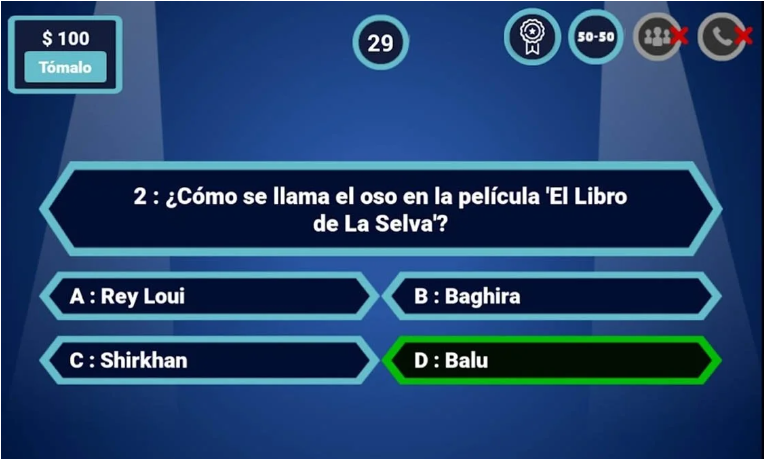 $ 100
Tómalo
29
50-50
2 : ¿Cómo se llama el oso en la película 'El Libro
de La Selva'?
A : Rey Loui
B : Baghira
C : Shirkhan
D : Balu